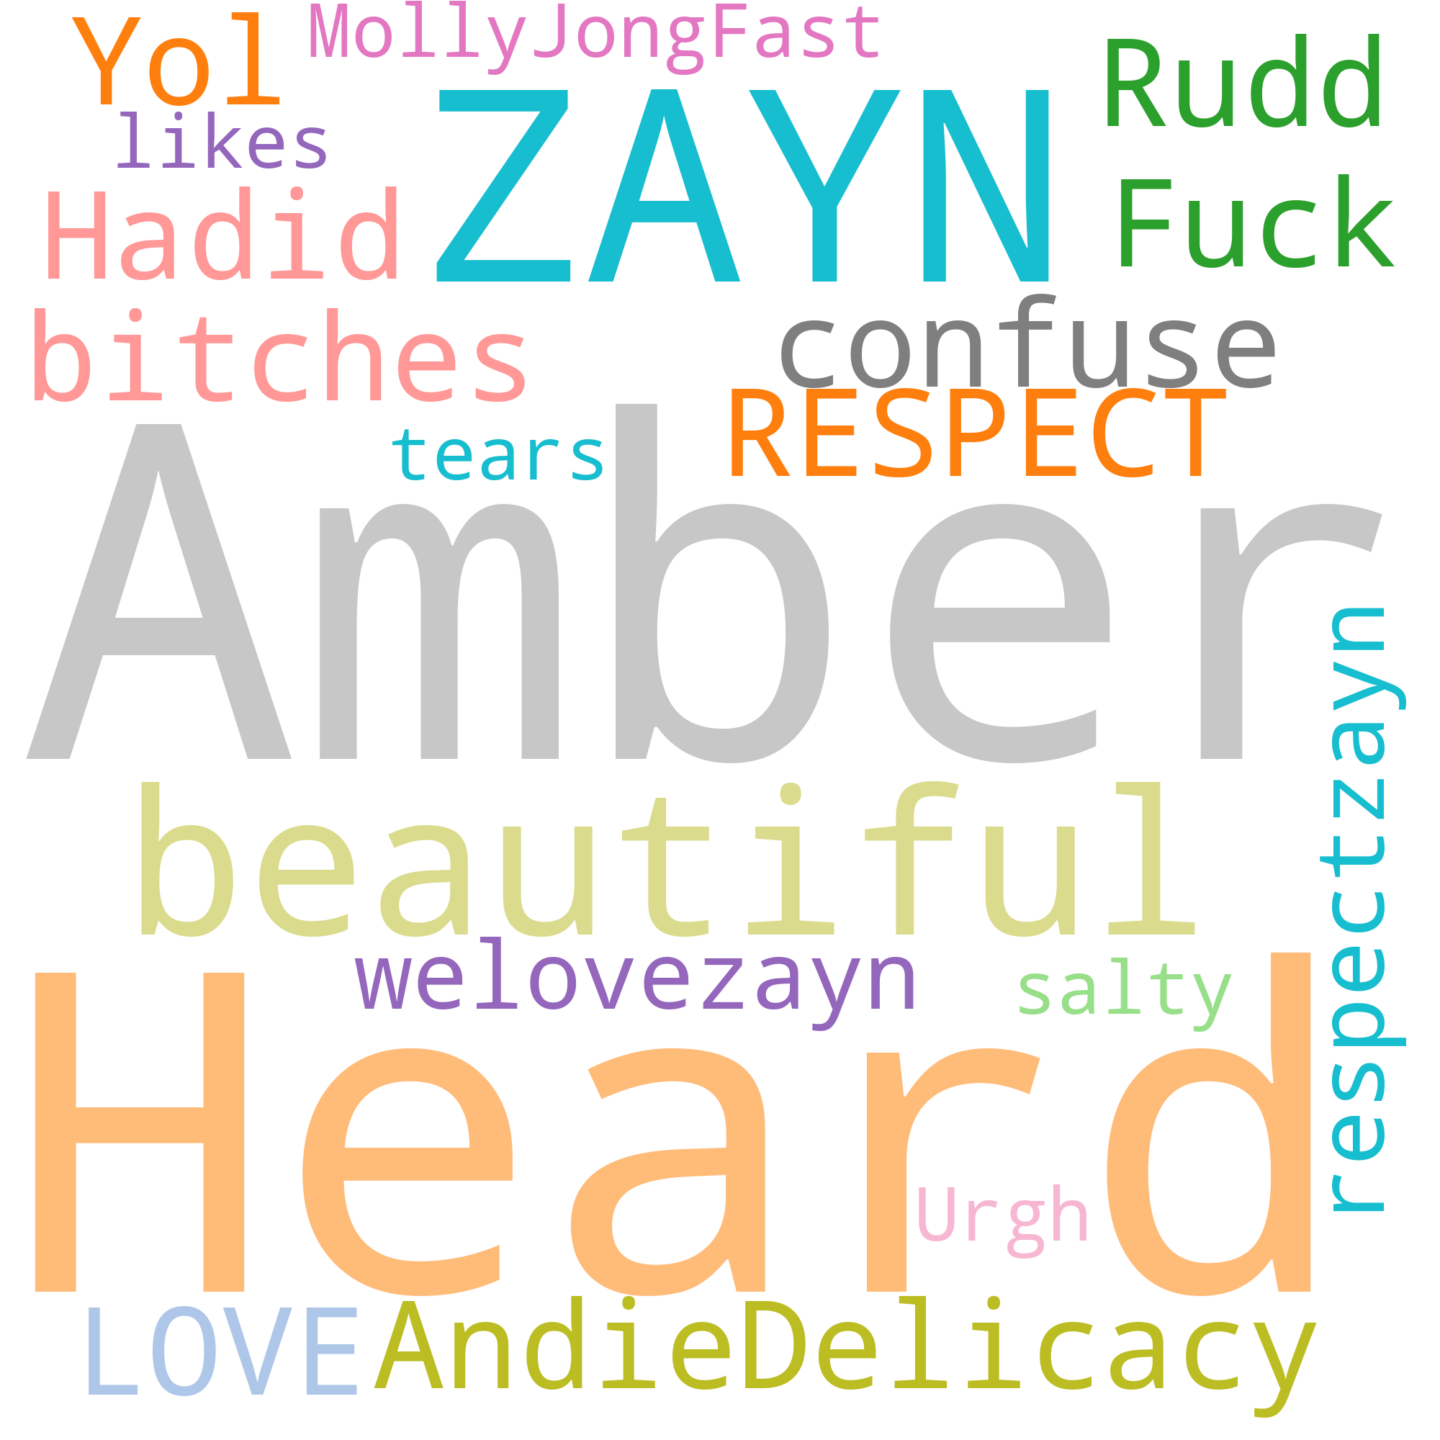 MollyJongFast
Yol
Rudd
ZAYN
likes
Fuck
Hadid
confuse
bitches
RESPECT
tears
Amber
respectzayn
beautiful
welovezayn
salty
Heard
Urgh
LOVE
AndieDelicacy